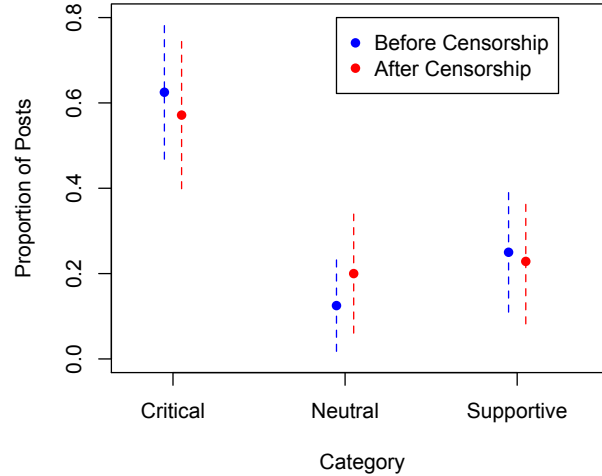 0.8
0.6
0.4
0.2
0.0
Proportion of Posts
Before Censorship
After Censorship
Critical
Neutral
Supportive
Category